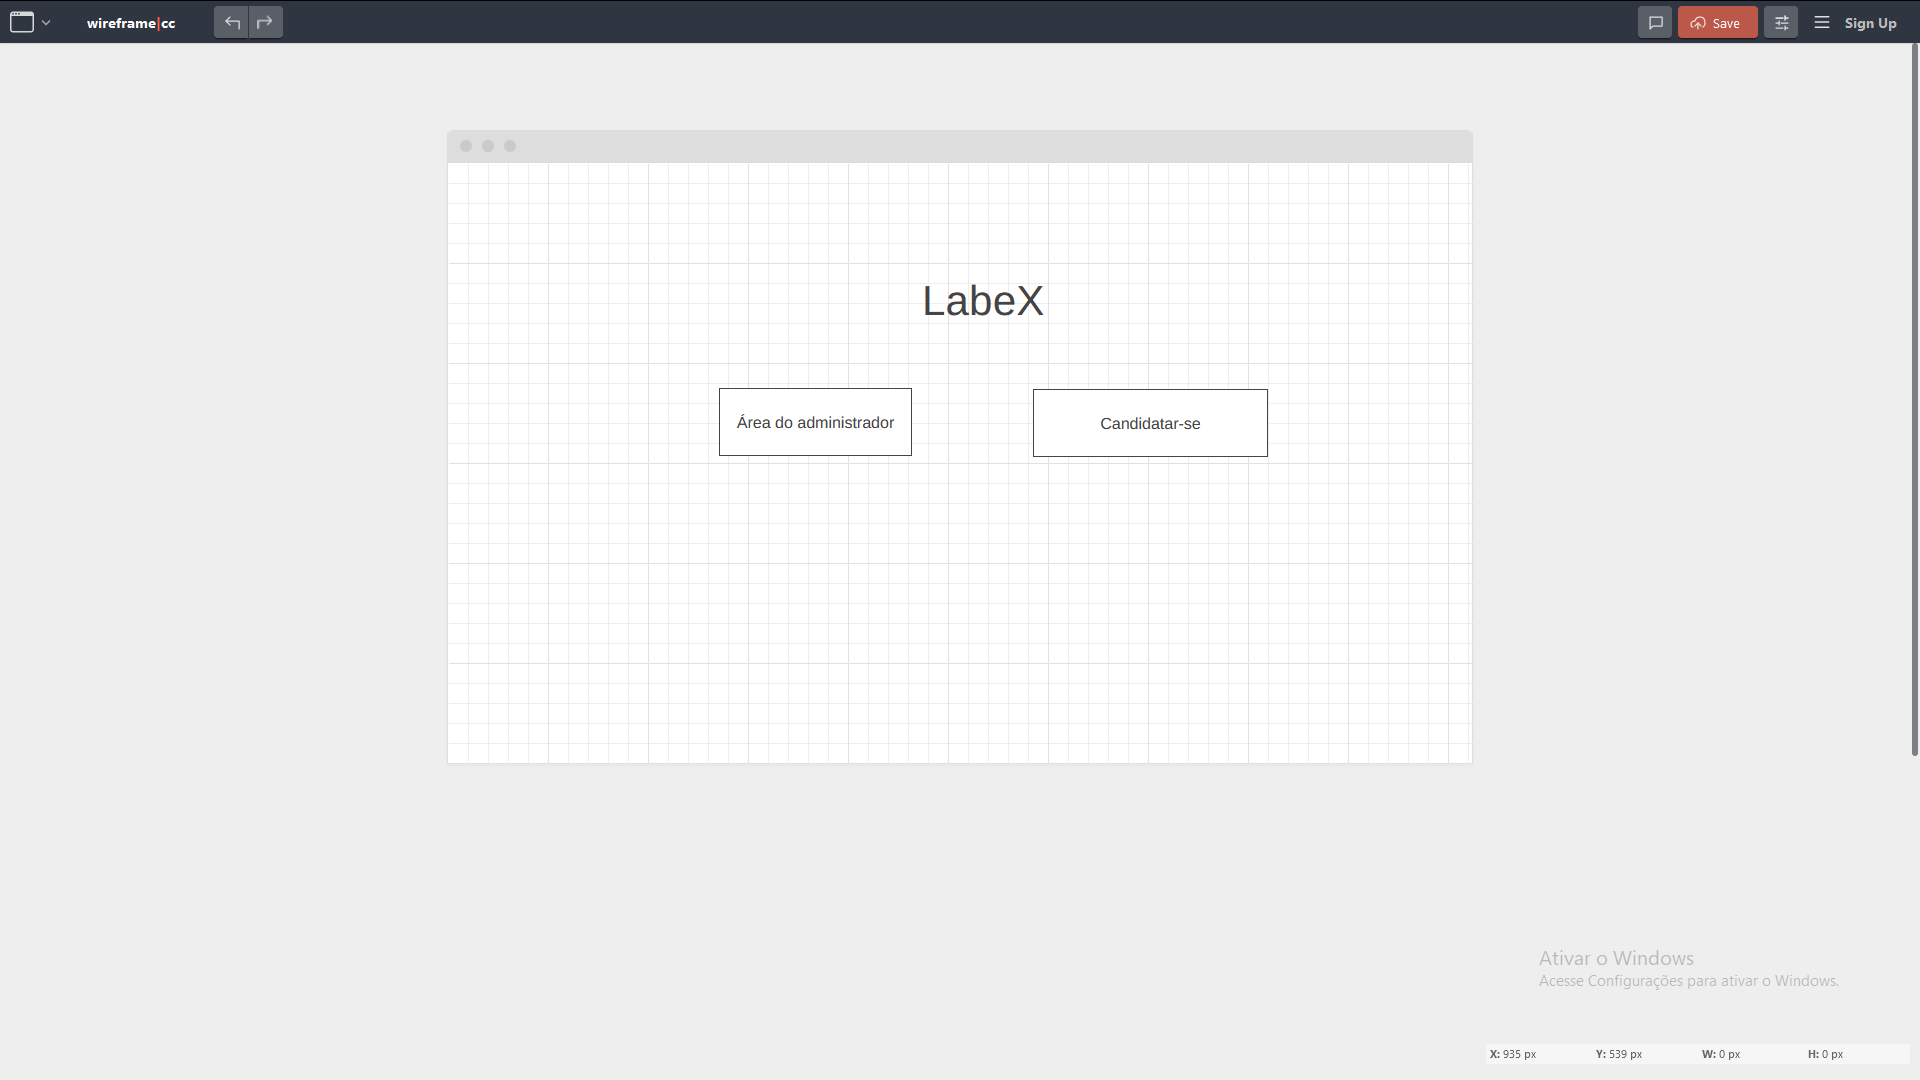 wireframe|cc
Save
Sign Up
LabeX
Área do administrador
Candidatar-se
Ativar o Windows
Acesse Configurações para ativar o Windows.
X: 935 px Y: 539 px W: 0 px H: 0 px